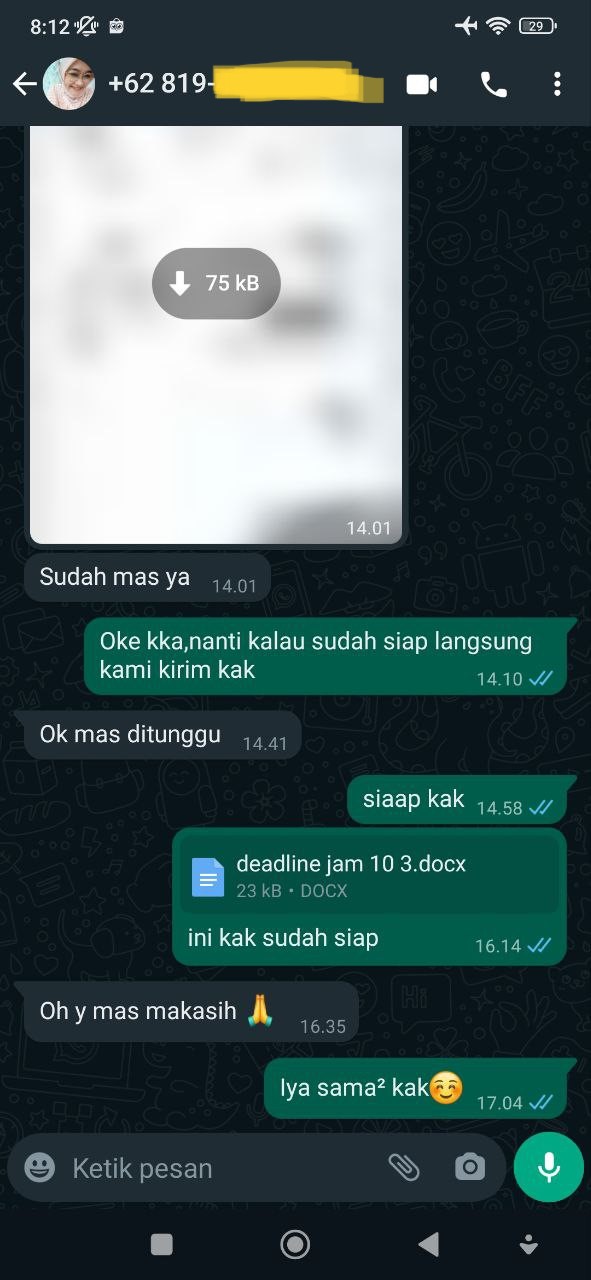 8:12
29
+62 819-
75 kB
14.01
Sudah mas ya 14.01
Oke kka,nanti kalau sudah siap langsung
kami kirim kak 14.10
Ok mas ditunggu 14.41
siaap kak 14.58
deadline jam 10 3.docx
23 kB • DOCX
ini kak sudah siap 16.14
Oh y mas makasih 🙏 16.35
Iya sama² kak☺️ 17.04
Ketik pesan